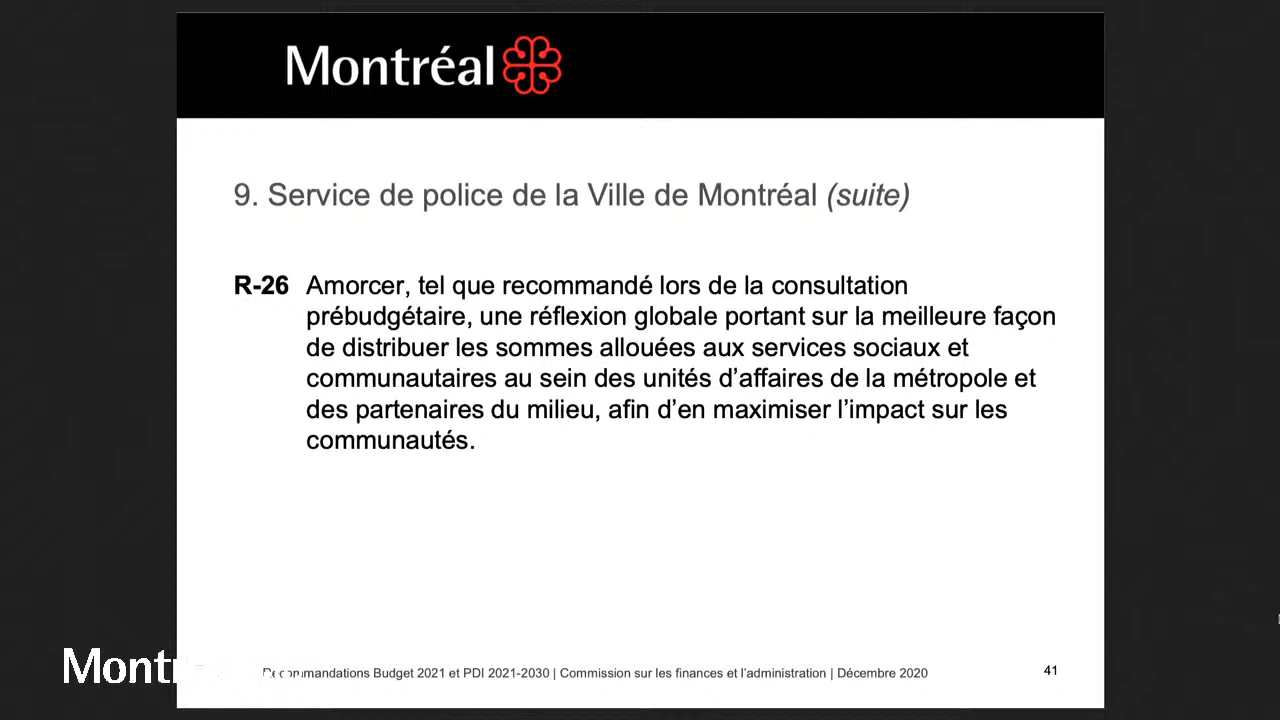 Montréal
9. Service de police de la Ville de Montréal (suite)
R-26 Amorcer, tel que recommandé lors de la consultation
prébudgétaire, une réflexion globale portant sur la meilleure façon
de distribuer les sommes allouées aux services sociaux et
communautaires au sein des unités d’affaires de la métropole et
des partenaires du milieu, afin d’en maximiser l’impact sur les
communautés.
Montr
Recommandations Budget 2021 et PDI 2021-2030 | Commission sur les finances et l’administration | Décembre 2020
41